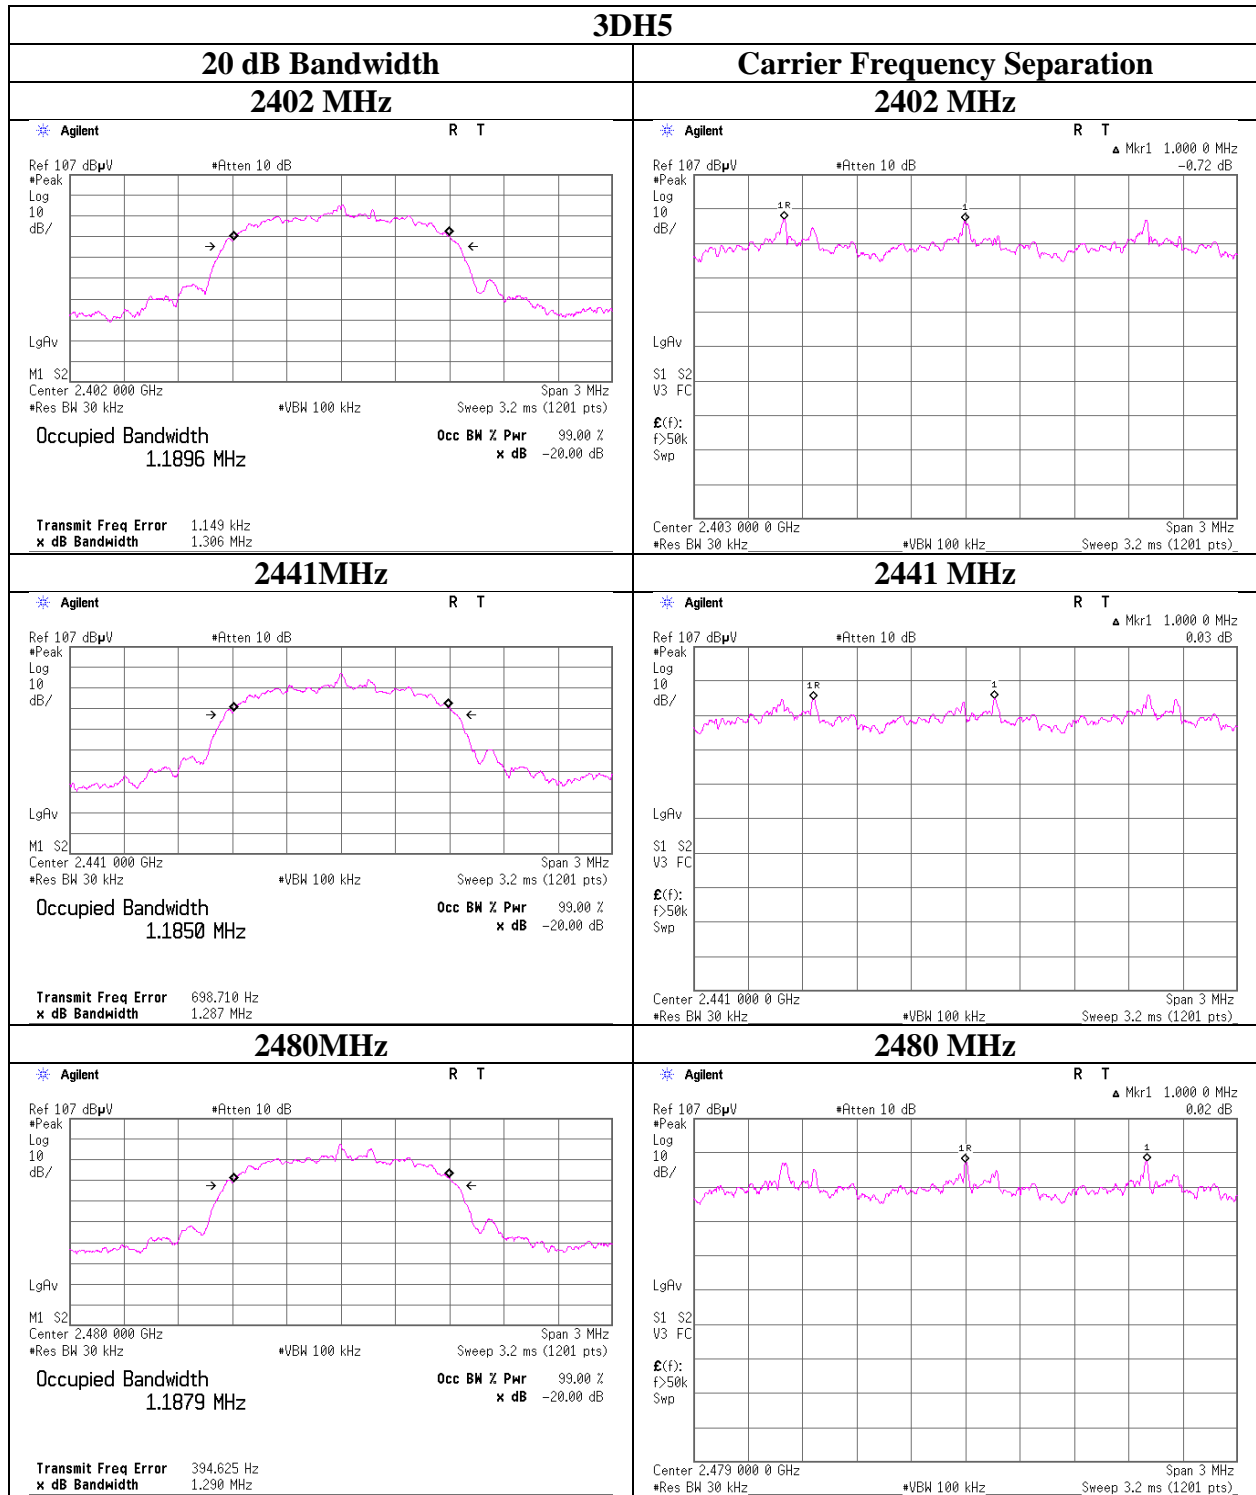 3DH5
20 dB Bandwidth
Carrier Frequency Separation
2402 MHz
2402 MHz
Agilent
R T
Ref 107 dBµV
#Atten 10 dB
#Peak
Log
10
dB/
LgAv
M1 S2
Center 2.402 000 GHz
Span 3 MHz
#Res BW 30 kHz
#VBW 100 kHz
Sweep 3.2 ms (1201 pts)
Occupied Bandwidth
1.1896 MHz
Occ BW % Pwr 99.00 %
x dB -20.00 dB
Transmit Freq Error 1.149 kHz
x dB Bandwidth 1.306 MHz
Agilent
R T
Δ Mkr1 1.000 0 MHz
Ref 107 dBµV
#Atten 10 dB
-0.72 dB
#Peak
Log
10
dB/
1R
1
LgAv
S1 S2
V3 FC
£(f):
f>50k
Swp
Center 2.403 000 0 GHz
Span 3 MHz
#Res BW 30 kHz
#VBW 100 kHz
Sweep 3.2 ms (1201 pts)
2441MHz
2441 MHz
Agilent
R T
Ref 107 dBµV
#Atten 10 dB
#Peak
Log
10
dB/
LgAv
M1 S2
Center 2.441 000 GHz
Span 3 MHz
#Res BW 30 kHz
#VBW 100 kHz
Sweep 3.2 ms (1201 pts)
Occupied Bandwidth
1.1850 MHz
Occ BW % Pwr 99.00 %
x dB -20.00 dB
Transmit Freq Error 698.710 Hz
x dB Bandwidth 1.287 MHz
Agilent
R T
Δ Mkr1 1.000 0 MHz
Ref 107 dBµV
#Atten 10 dB
0.03 dB
#Peak
Log
10
dB/
1R
1
LgAv
S1 S2
V3 FC
£(f):
f>50k
Swp
Center 2.441 000 0 GHz
Span 3 MHz
#Res BW 30 kHz
#VBW 100 kHz
Sweep 3.2 ms (1201 pts)
2480MHz
2480 MHz
Agilent
R T
Ref 107 dBµV
#Atten 10 dB
#Peak
Log
10
dB/
LgAv
M1 S2
Center 2.480 000 GHz
Span 3 MHz
#Res BW 30 kHz
#VBW 100 kHz
Sweep 3.2 ms (1201 pts)
Occupied Bandwidth
1.1879 MHz
Occ BW % Pwr 99.00 %
x dB -20.00 dB
Transmit Freq Error 394.625 Hz
x dB Bandwidth 1.290 MHz
Agilent
R T
Δ Mkr1 1.000 0 MHz
Ref 107 dBµV
#Atten 10 dB
0.02 dB
#Peak
Log
10
dB/
1R
1
LgAv
S1 S2
V3 FC
£(f):
f>50k
Swp
Center 2.479 000 0 GHz
Span 3 MHz
#Res BW 30 kHz
#VBW 100 kHz
Sweep 3.2 ms (1201 pts)